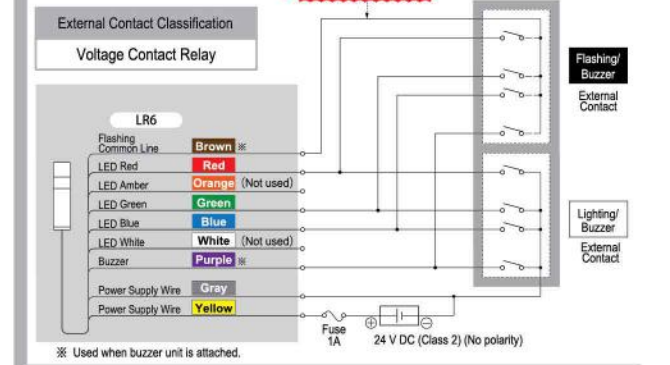 External Contact Classification
Voltage Contact Relay
Flashing/
Buzzer
External
Contact
LR6
Flashing
Common Line Brown ※
LED Red Red
LED Amber Orange (Not used)
LED Green Green
LED Blue Blue
LED White White (Not used)
Buzzer Purple ※
Power Supply Wire Gray
Power Supply Wire Yellow
Lighting/
Buzzer
External
Contact
Fuse
1A
⊕ ⊖
24 V DC (Class 2) (No polarity)
※ Used when buzzer unit is attached.